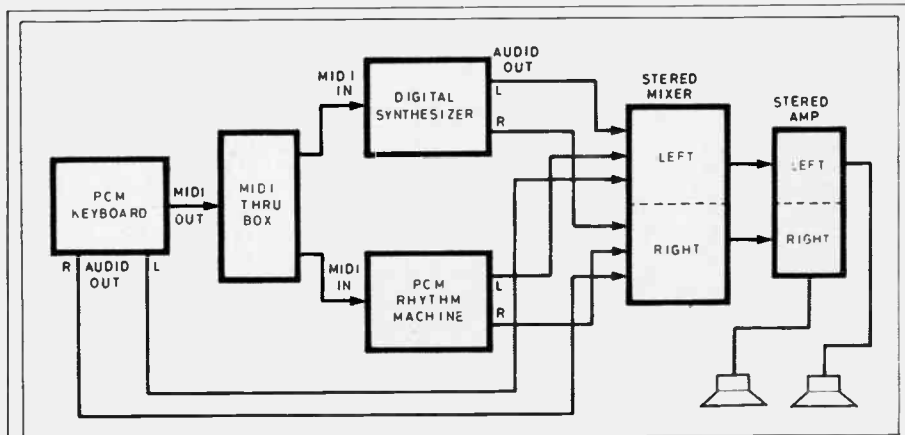 AUDIO
OUT
MIDI
IN
L
R
DIGITAL
SYNTHESIZER
STEREO
MIXER
LEFT
RIGHT
STEREO
AMP
LEFT
RIGHT
PCM
KEYBOARD
MIDI
OUT
MIDI
THRU
BOX
R AUDIO L
OUT
MIDI
IN
PCM
RHYTHM
MACHINE
L
R